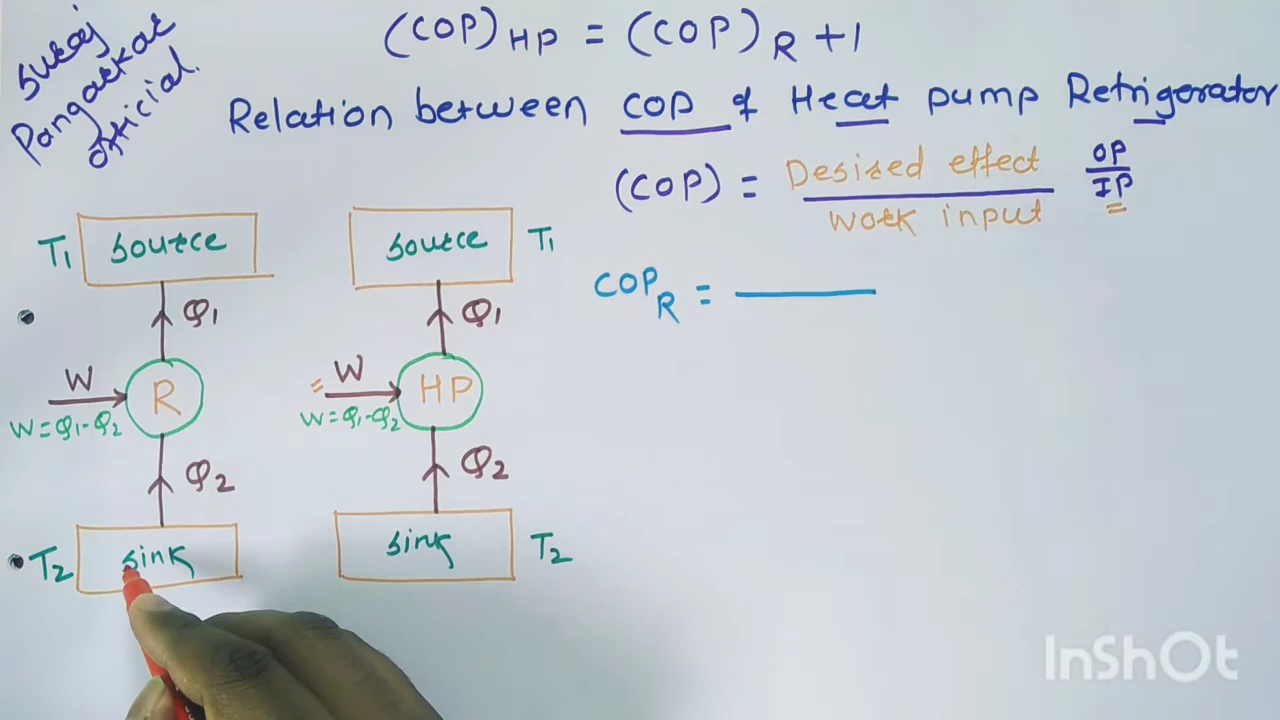 (COP)HP = (COP)R + 1
Suraj
Pangarkar
official.
Relation between COP of Heat pump Refrigerator
(COP) = Desired effect / Work input OP / IP
T1 source
source T1
COPR =
Q1
Q1
W
R
W
HP
W = Q1 - Q2
W = Q1 - Q2
Q2
Q2
T2 sink
sink T2
InShOt